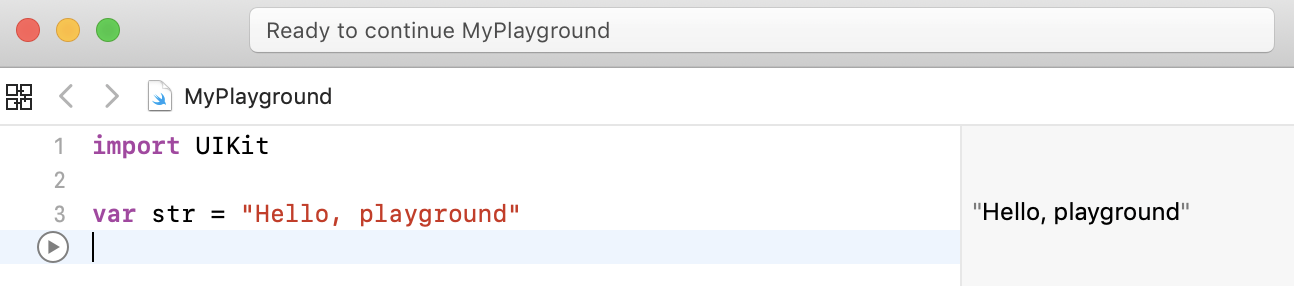 Ready to continue MyPlayground
MyPlayground
1 import UIKit
2
3 var str = "Hello, playground"
"Hello, playground"